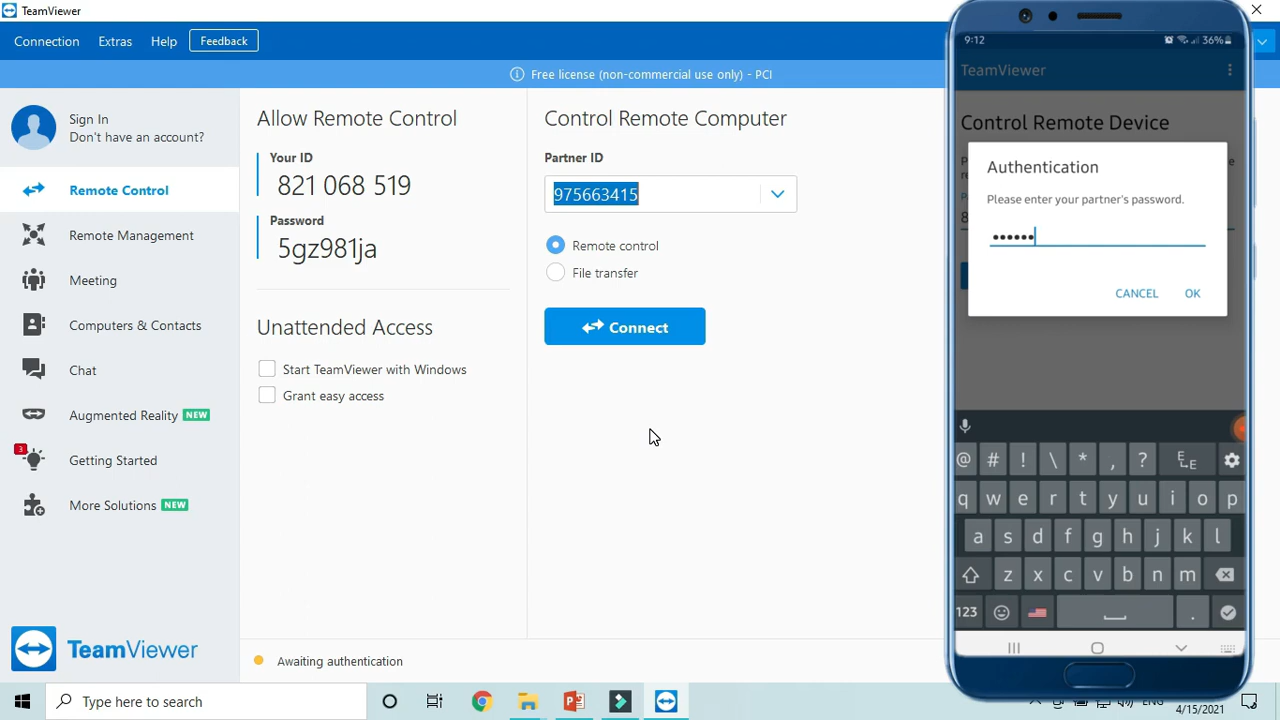 TeamViewer
Connection Extras Help Feedback
Free license (non-commercial use only) - PCI
Sign In
Don't have an account?
Remote Control
Remote Management
Meeting
Computers & Contacts
Chat
Augmented Reality NEW
3
Getting Started
More Solutions NEW
TeamViewer
Allow Remote Control
Your ID
821 068 519
Password
5gz981ja
Unattended Access
Start TeamViewer with Windows
Grant easy access
Control Remote Computer
Partner ID
975663415
Remote control
File transfer
Connect
Awaiting authentication
9:12 36%
TeamViewer
Control Remote Device
Authentication
Please enter your partner's password.
••••••
CANCEL OK
@ # ! \ * , ?
q w e r t y u i o p
a s d f g h j k l
z x c v b n m
123 .
Type here to search
ENG
4/15/2021